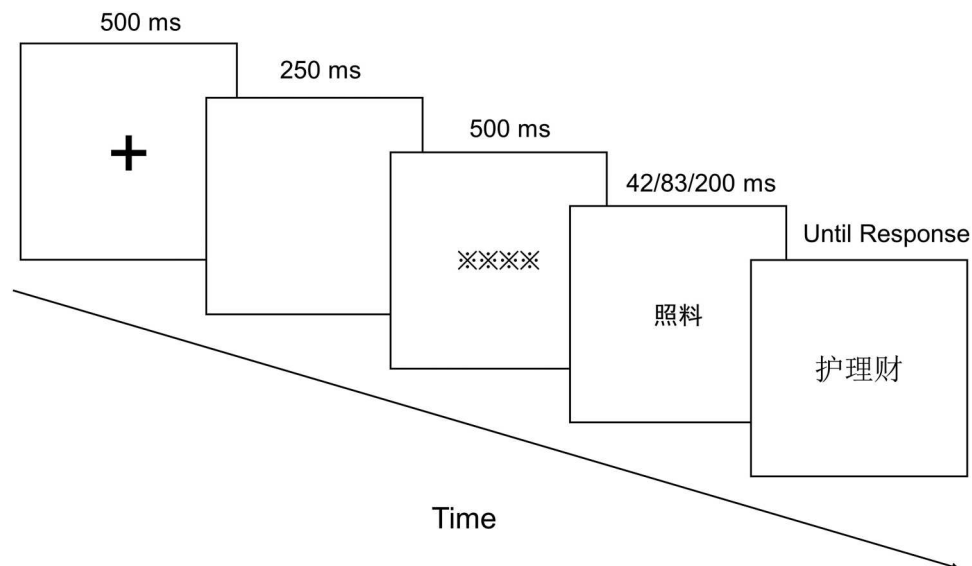 500 ms
+
250 ms
500 ms
※※※※
42/83/200 ms
照料
Until Response
护理财
Time